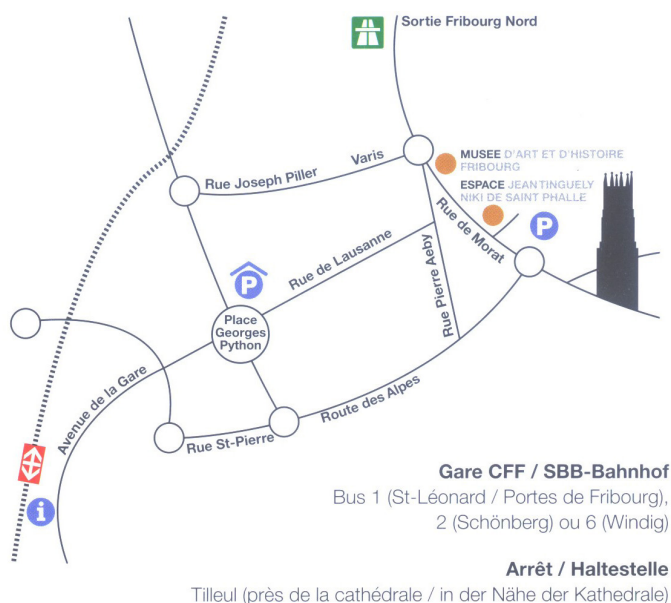 Sortie Fribourg Nord
MUSEE D'ART ET D'HISTOIRE
FRIBOURG
ESPACE JEAN TINGUELY
NIKI DE SAINT PHALLE
Varis
Rue Joseph Piller
Rue de Morat
P
Rue de Lausanne
Rue Pierre Aeby
P
Place
Georges
Python
Avenue de la Gare
Route des Alpes
Rue St-Pierre
i
Gare CFF / SBB-Bahnhof
Bus 1 (St-Léonard / Portes de Fribourg),
2 (Schönberg) ou 6 (Windig)
Arrêt / Haltestelle
Tilleul (près de la cathédrale / in der Nähe der Kathedrale)